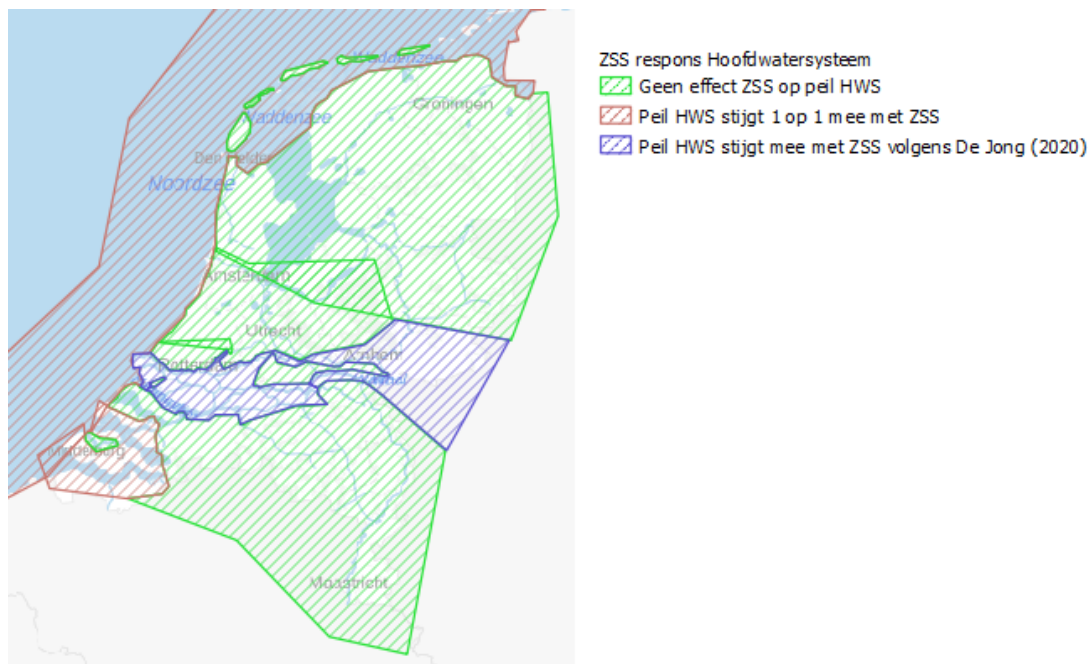 ZSS respons Hoofdwatersysteem
Geen effect ZSS op peil HWS
Peil HWS stijgt 1 op 1 mee met ZSS
Peil HWS stijgt mee met ZSS volgens De Jong (2020)
Waddenzee
Groningen
Waddenzee
Den Helder
Noordzee
Amsterdam
Utrecht
Arnhem
Rotterdam
Waal
Middelburg
Maastricht